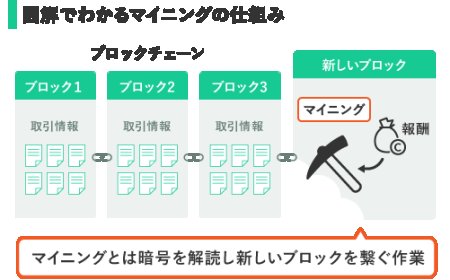 図解でわかるマイニングの仕組み
ブロックチェーン
ブロック1
ブロック2
ブロック3
新しいブロック
取引情報
取引情報
取引情報
マイニング
報酬
C
マイニングとは暗号を解読し新しいブロックを繋ぐ作業